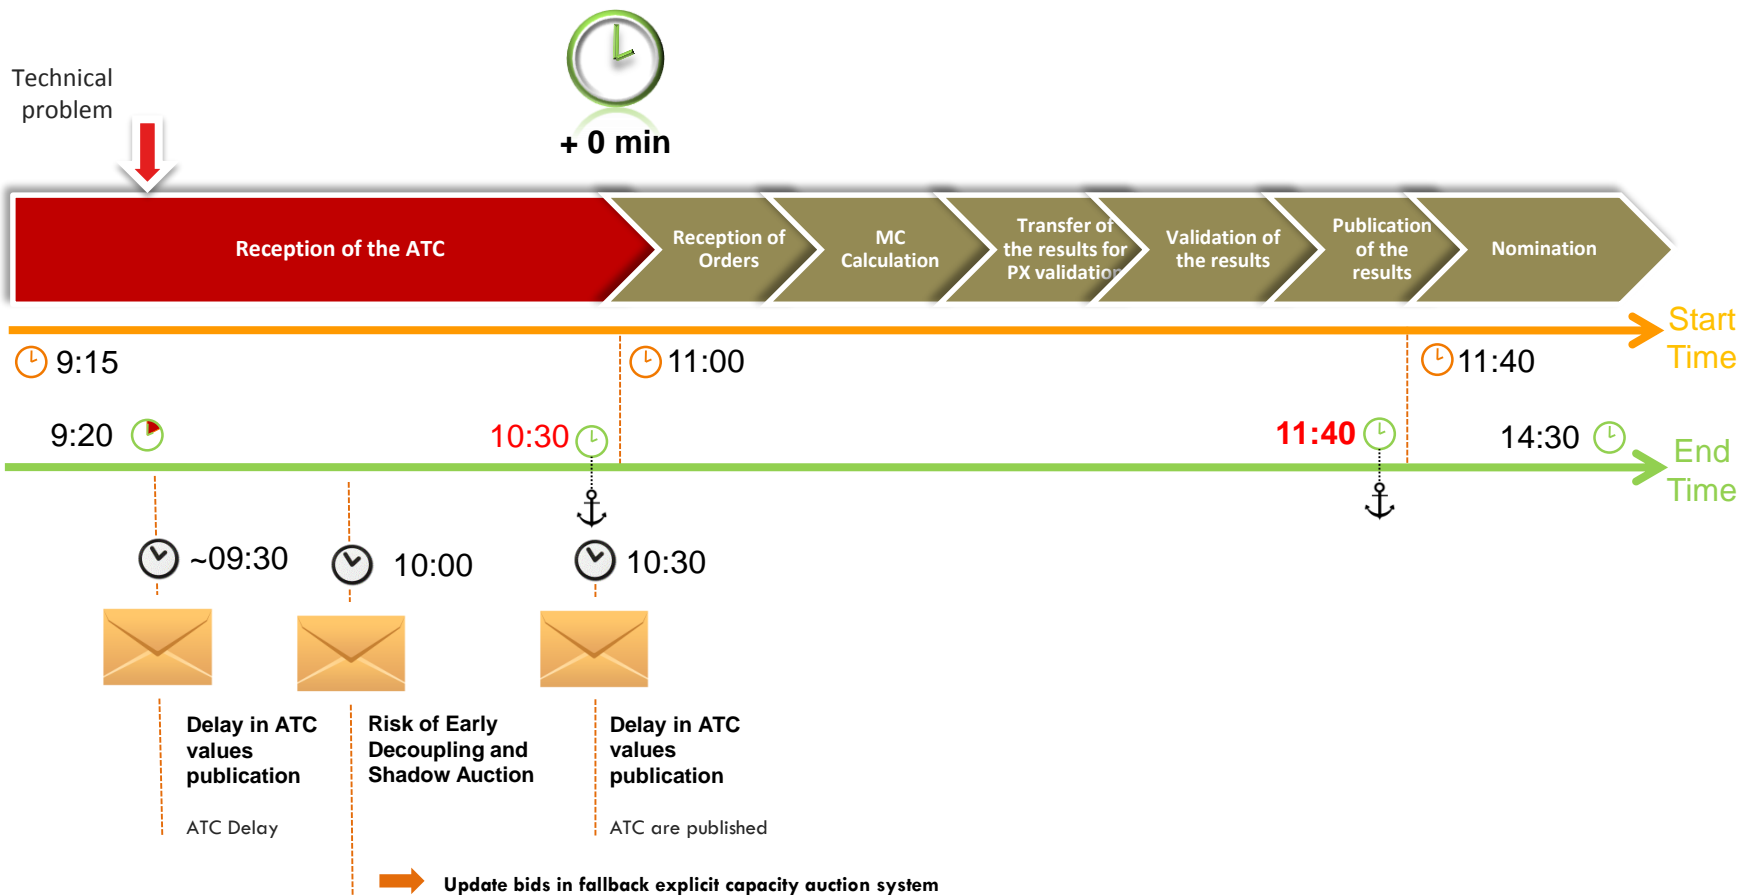 Technical
problem
+ 0 min
Reception of the ATC
Reception of
Orders
MC
Calculation
Transfer of
the results for
PX validation
Validation of
the results
Publication
of the
results
Nomination
Start
Time
9:15
11:00
11:40
9:20
10:30
11:40
14:30
End
Time
~09:30
10:00
10:30
Delay in ATC
values
publication
ATC Delay
Risk of Early
Decoupling and
Shadow Auction
Delay in ATC
values
publication
ATC are published
Update bids in fallback explicit capacity auction system